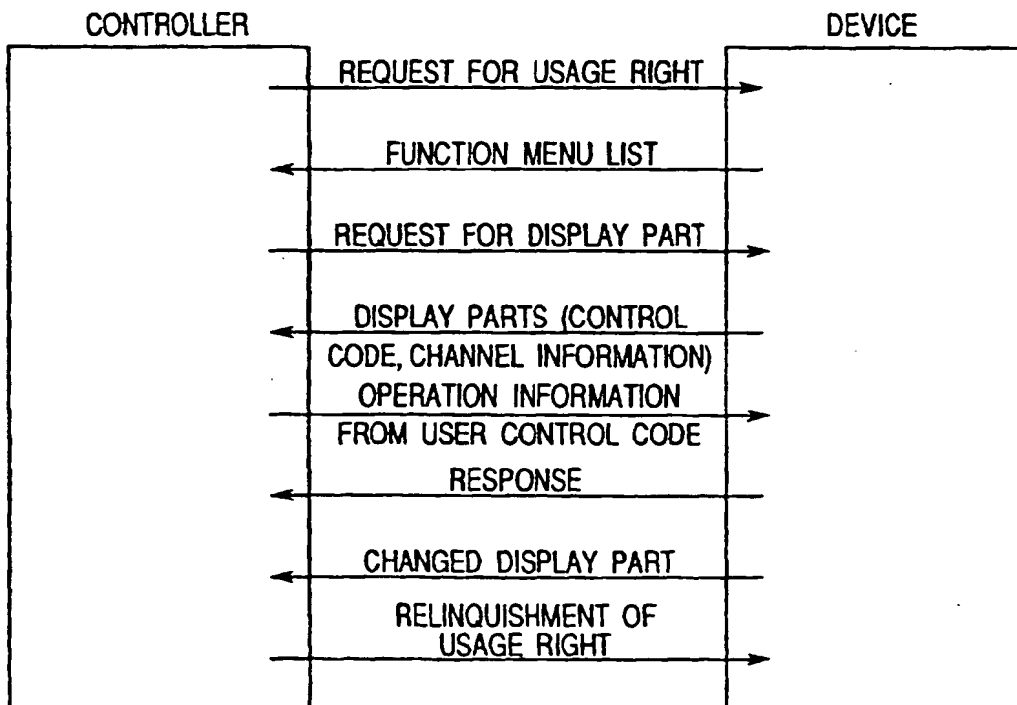 CONTROLLER
DEVICE
REQUEST FOR USAGE RIGHT
FUNCTION MENU LIST
REQUEST FOR DISPLAY PART
DISPLAY PARTS (CONTROL
CODE, CHANNEL INFORMATION)
OPERATION INFORMATION
FROM USER CONTROL CODE
RESPONSE
CHANGED DISPLAY PART
RELINQUISHMENT OF
USAGE RIGHT